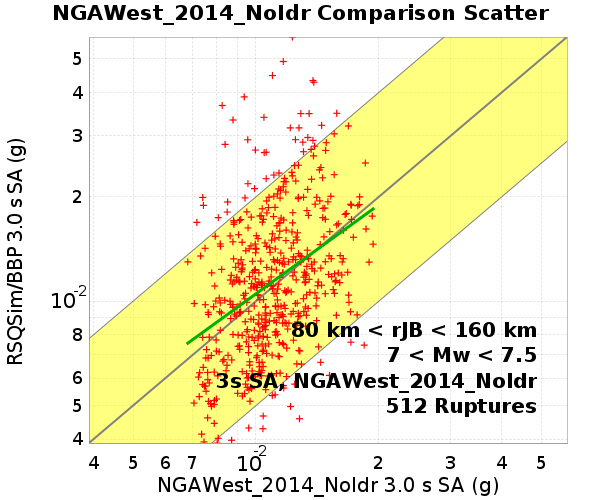 NGAWest_2014_NoIdr Comparison Scatter
RSQSim/BBP 3.0 s SA (g)
5
4
3
2
10-2
8
7
6
5
4
80 km < rJB < 160 km
7 < Mw < 7.5
3s SA, NGAWest_2014_NoIdr
512 Ruptures
4 5 6 7 10-2 2 3 4 5
NGAWest_2014_NoIdr 3.0 s SA (g)